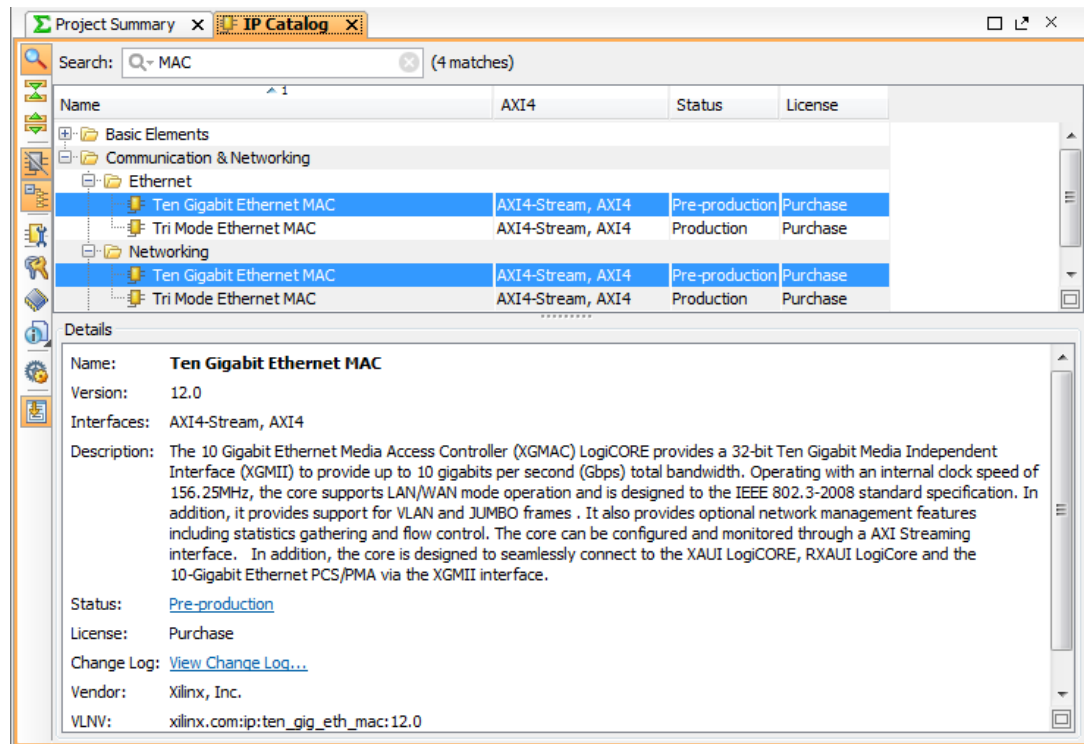 Project Summary IP Catalog
Search: MAC (4 matches)
Name 1 AXI4 Status License
Basic Elements
Communication & Networking
Ethernet
Ten Gigabit Ethernet MAC AXI4-Stream, AXI4 Pre-production Purchase
Tri Mode Ethernet MAC AXI4-Stream, AXI4 Production Purchase
Networking
Ten Gigabit Ethernet MAC AXI4-Stream, AXI4 Pre-production Purchase
Tri Mode Ethernet MAC AXI4-Stream, AXI4 Production Purchase
Details
Name: Ten Gigabit Ethernet MAC
Version: 12.0
Interfaces: AXI4-Stream, AXI4
Description: The 10 Gigabit Ethernet Media Access Controller (XGMAC) LogiCORE provides a 32-bit Ten Gigabit Media Independent
Interface (XGMII) to provide up to 10 gigabits per second (Gbps) total bandwidth. Operating with an internal clock speed of
156.25MHz, the core supports LAN/WAN mode operation and is designed to the IEEE 802.3-2008 standard specification. In
addition, it provides support for VLAN and JUMBO frames . It also provides optional network management features
including statistics gathering and flow control. The core can be configured and monitored through a AXI Streaming
interface. In addition, the core is designed to seamlessly connect to the XAUI LogiCORE, RXAUI LogiCore and the
10-Gigabit Ethernet PCS/PMA via the XGMII interface.
Status: Pre-production
License: Purchase
Change Log: View Change Log...
Vendor: Xilinx, Inc.
VLNV: xilinx.com:ip:ten_gig_eth_mac:12.0